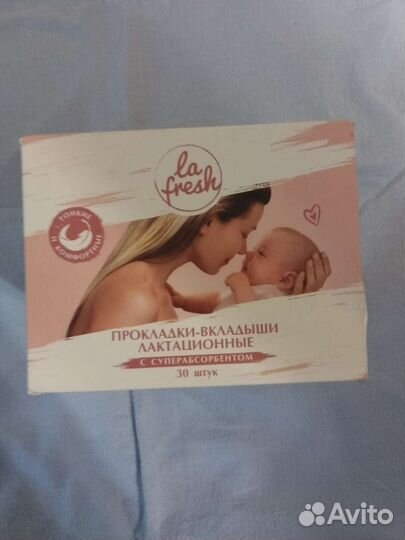 la
fresh
ТОНКИЕ
И КОМФОРТНЫЕ
ПРОКЛАДКИ-ВКЛАДЫШИ
ЛАКТАЦИОННЫЕ
С СУПЕРАБСОРБЕНТОМ
30 штук
Avito